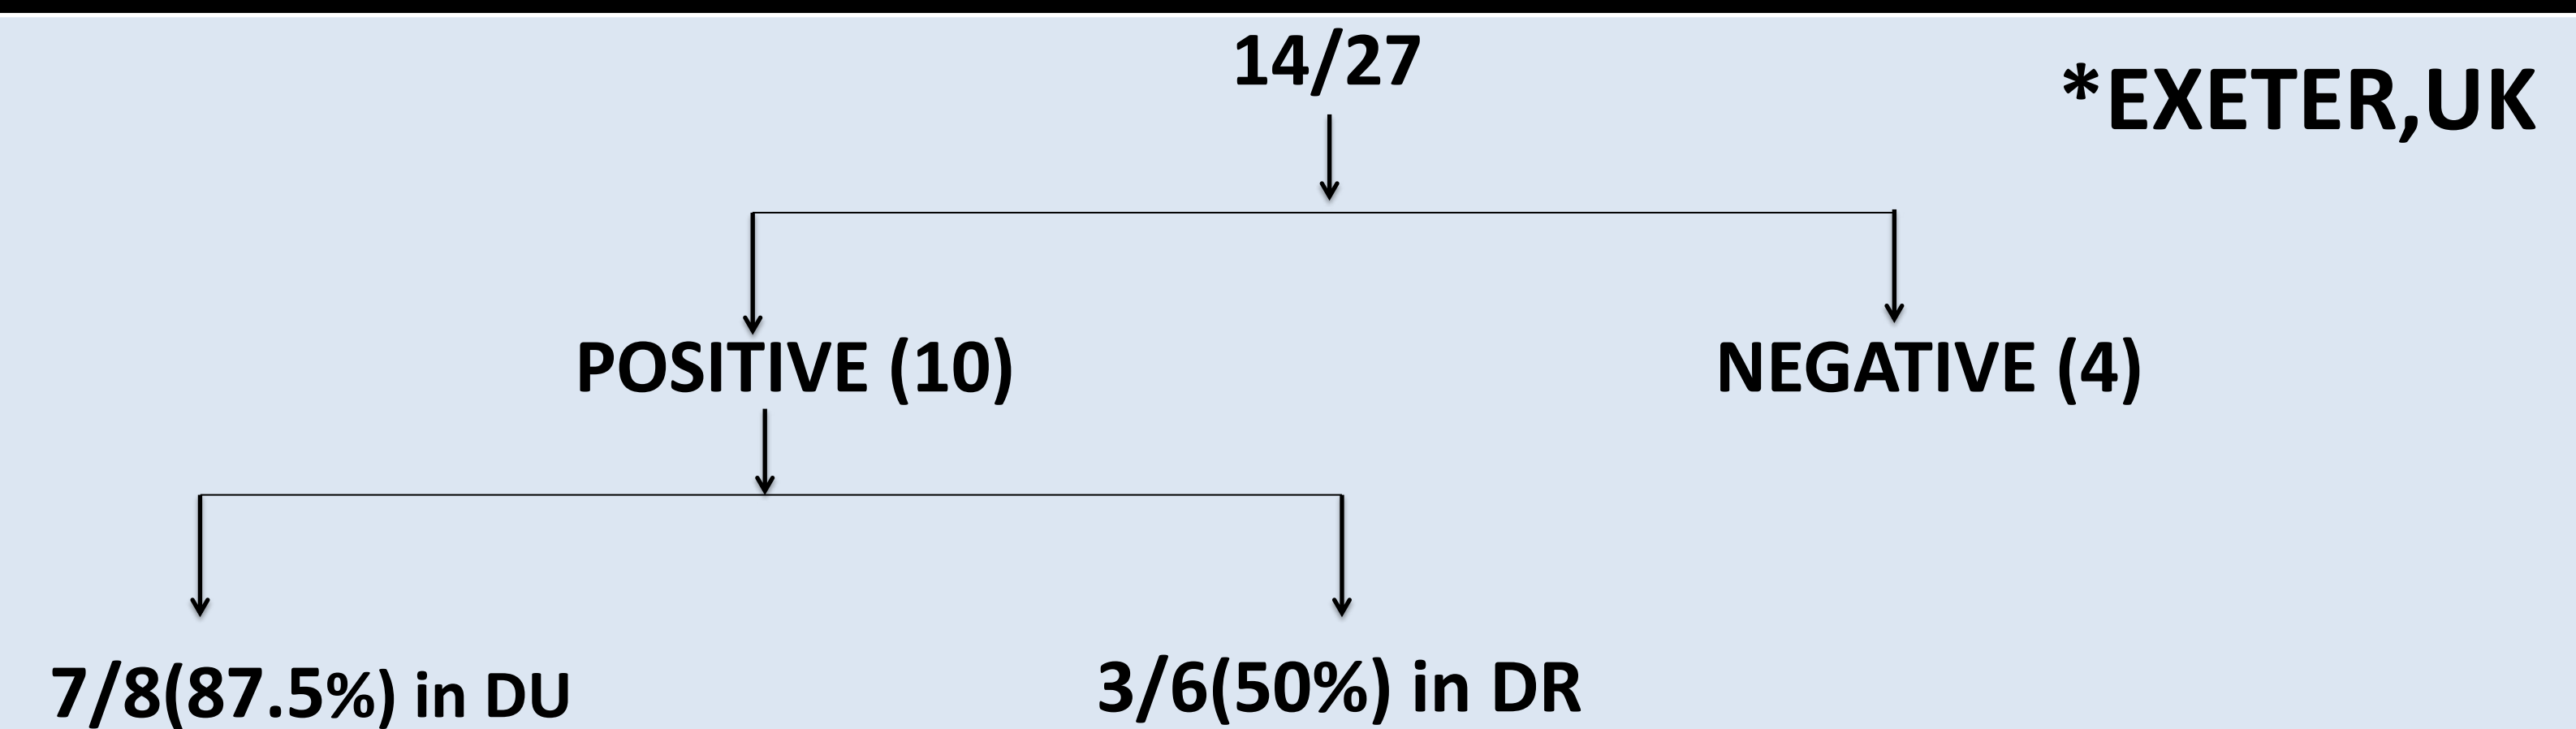 14/27
*EXETER,UK
POSITIVE (10)
NEGATIVE (4)
7/8(87.5%) in DU
3/6(50%) in DR